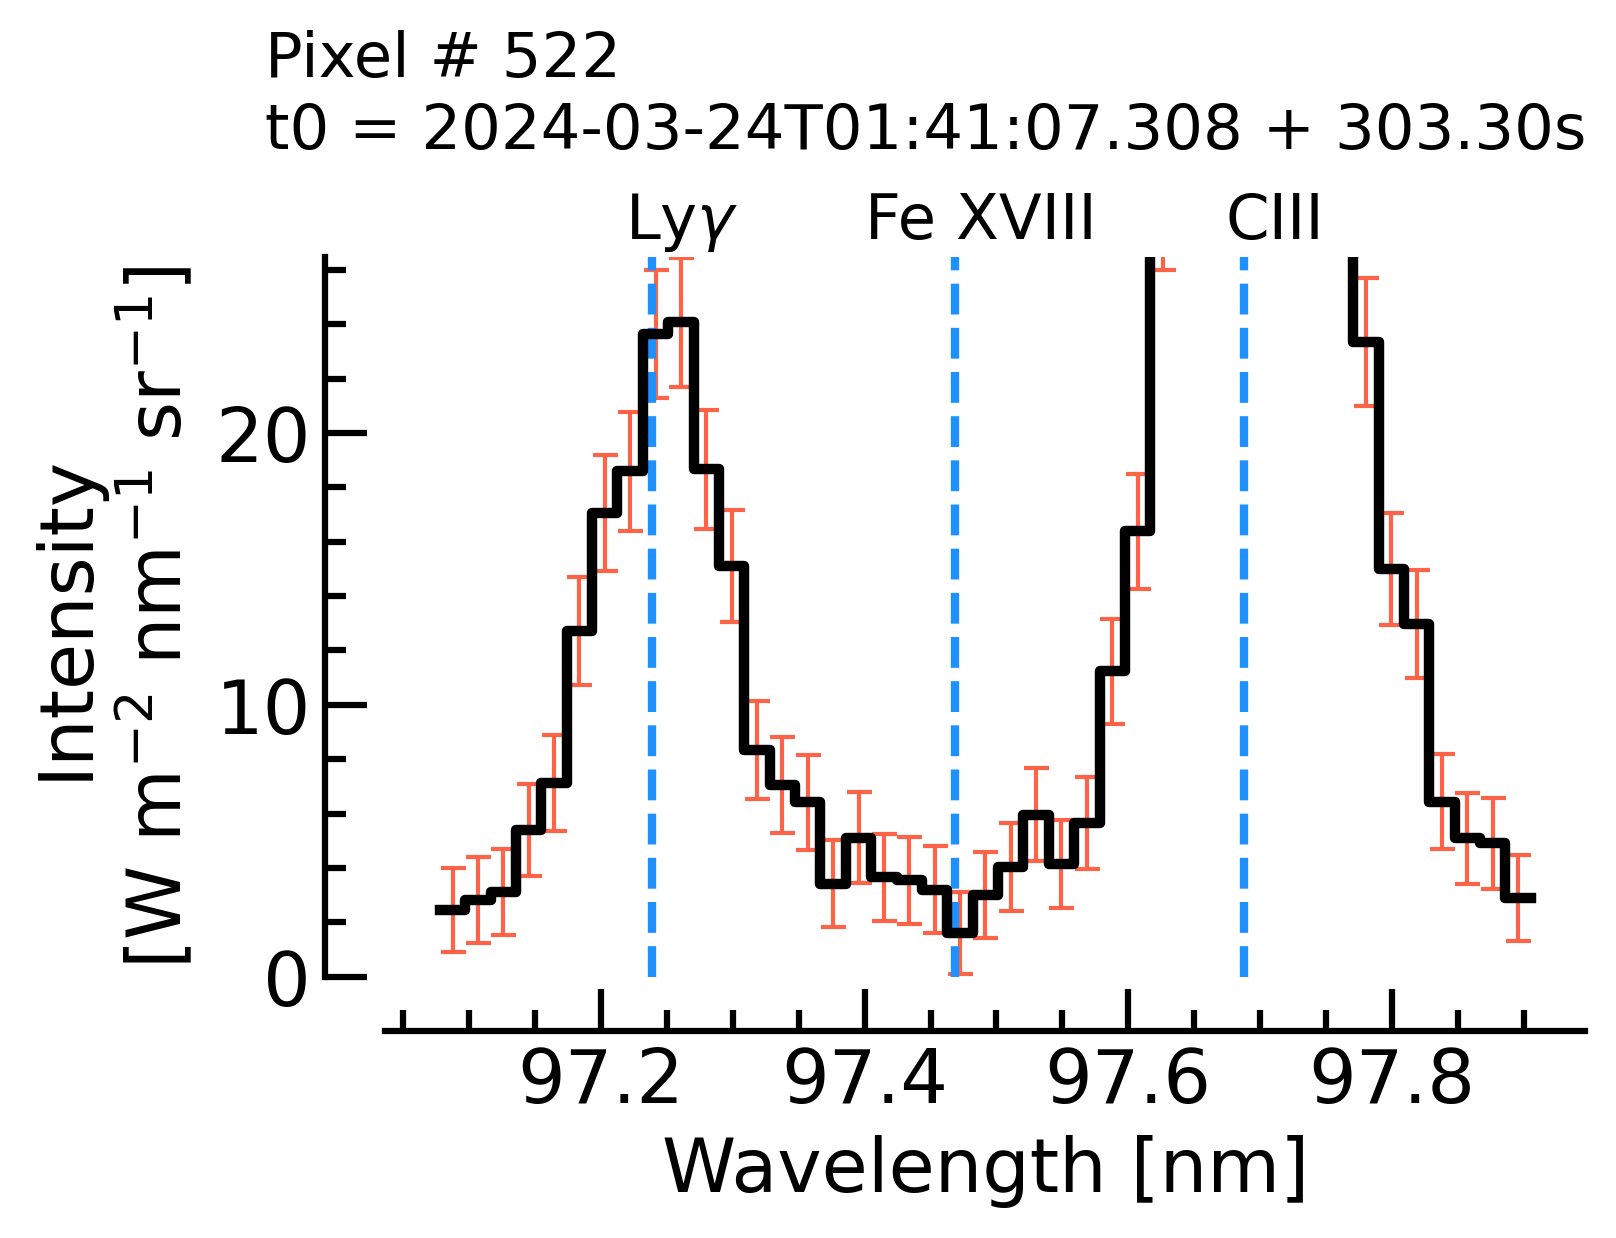 Pixel # 522
t0 = 2024-03-24T01:41:07.308 + 303.30s
Lyγ Fe XVIII CIII
Intensity
[W m⁻² nm⁻¹ sr⁻¹]
20
10
0
97.2 97.4 97.6 97.8
Wavelength [nm]